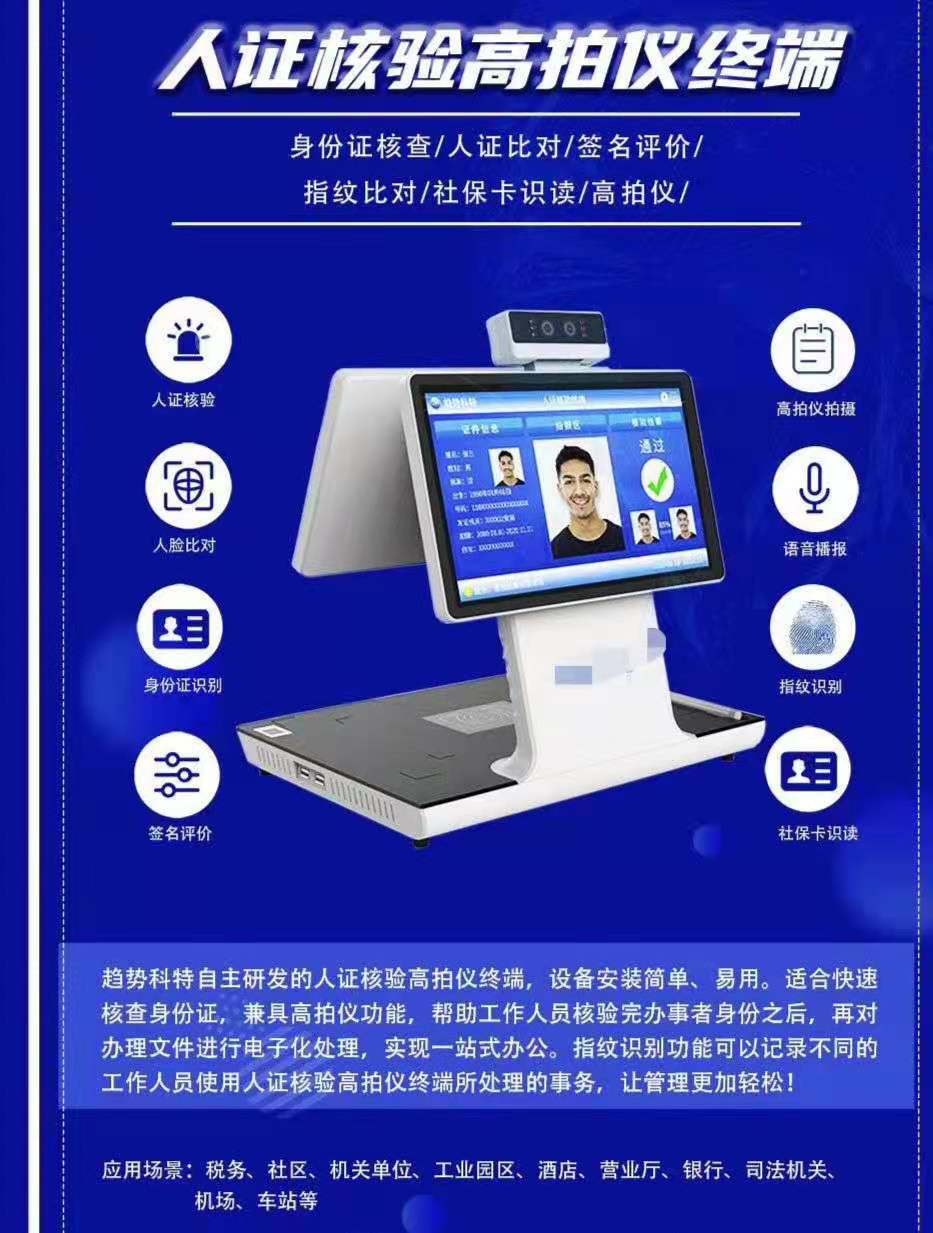 人证核验高拍仪终端
身份证核查/人证比对/签名评价/
指纹比对/社保卡识读/高拍仪/
人证核验
高拍仪拍摄
人脸比对
语音播报
身份证识别
指纹识别
签名评价
社保卡识读
趋势科特
人证核验终端
证件信息
通过
趋势科特自主研发的人证核验高拍仪终端，设备安装简单、易用。适合快速
核查身份证，兼具高拍仪功能，帮助工作人员核验完办事者身份之后，再对
办理文件进行电子化处理，实现一站式办公。指纹识别功能可以记录不同的
工作人员使用人证核验高拍仪终端所处理的事务，让管理更加轻松！
应用场景：税务、社区、机关单位、工业园区、酒店、营业厅、银行、司法机关、
机场、车站等